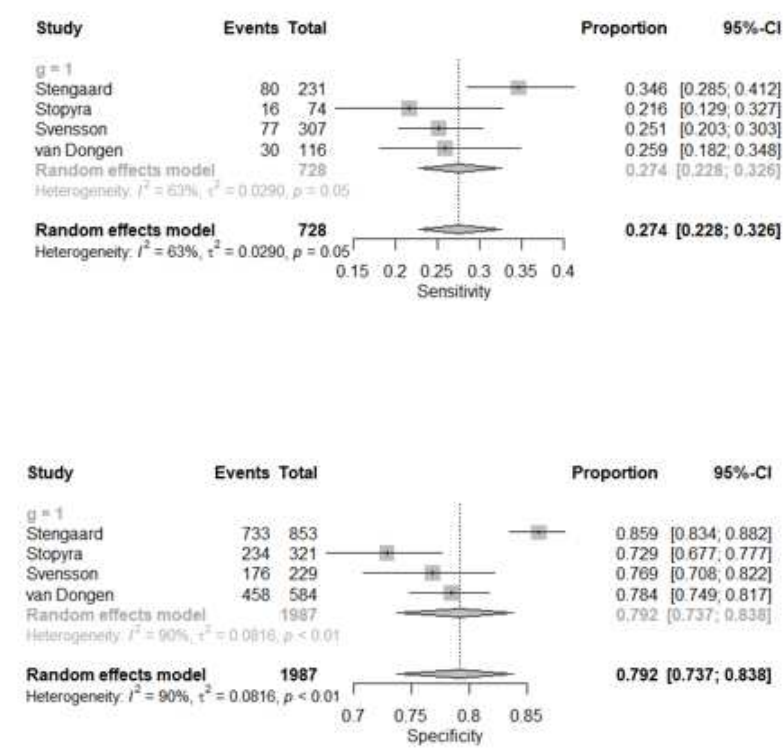 Study Events Total Proportion 95%-CI
g = 1
Stengaard 80 231 0.346 [0.285; 0.412]
Stopyra 16 74 0.216 [0.129; 0.327]
Svensson 77 307 0.251 [0.203; 0.303]
van Dongen 30 116 0.259 [0.182; 0.348]
Random effects model 728 0.274 [0.228; 0.326]
Heterogeneity: I² = 63%, τ² = 0.0290, p = 0.05
Random effects model 728 0.274 [0.228; 0.326]
Heterogeneity: I² = 63%, τ² = 0.0290, p = 0.05
0.15 0.2 0.25 0.3 0.35 0.4
Sensitivity
Study Events Total Proportion 95%-CI
g = 1
Stengaard 733 853 0.859 [0.834; 0.882]
Stopyra 234 321 0.729 [0.677; 0.777]
Svensson 176 229 0.769 [0.708; 0.822]
van Dongen 458 584 0.784 [0.749; 0.817]
Random effects model 1987 0.792 [0.737; 0.838]
Heterogeneity: I² = 90%, τ² = 0.0816, p < 0.01
Random effects model 1987 0.792 [0.737; 0.838]
Heterogeneity: I² = 90%, τ² = 0.0816, p < 0.01
0.7 0.75 0.8 0.85
Specificity